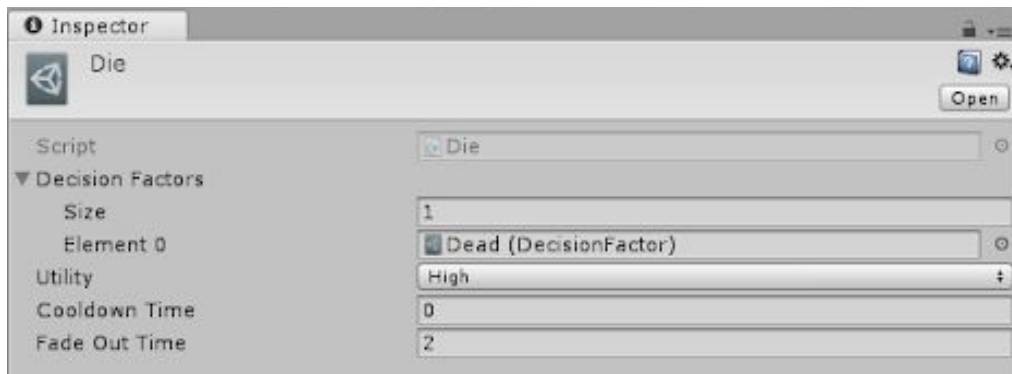 Inspector
Die
Open
Script Die
Decision Factors
Size 1
Element 0 Dead (DecisionFactor)
Utility High
Cooldown Time 0
Fade Out Time 2